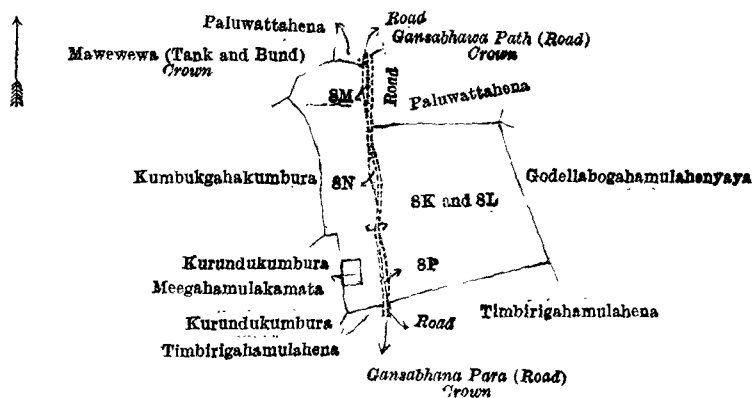 Paluwattahena
Road
Gansabhawa Path (Road)
Crown
Mawewewa (Tank and Bund)
Crown
8M
Road
Paluwattahena
Kumbukgahakumbura
8N
8K and 8L
Godellabogahamulahenyaya
Kurundukumbura
Meegahamulakamata
8P
Kurundukumbura
Timbirigahamulahena
Road
Timbirigahamulahena
Gansabhana Para (Road)
Crown